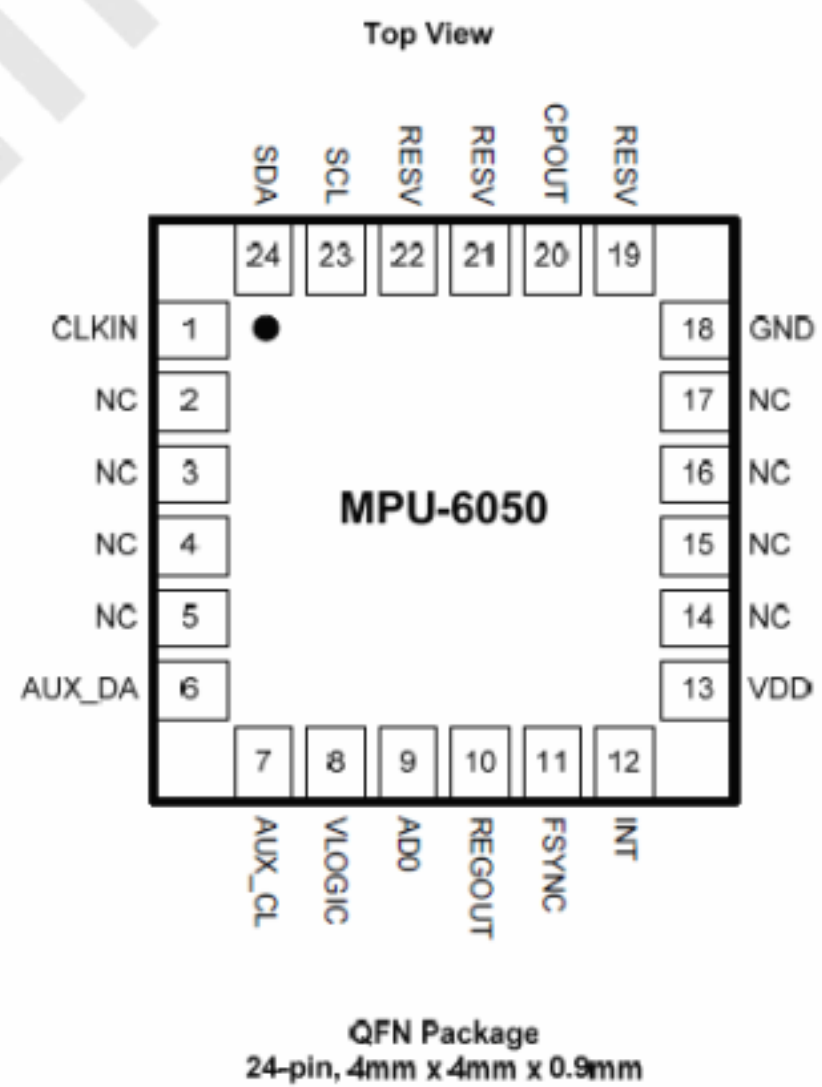 Top View
SDA SCL RESV RESV CPOUT RESV
24 23 22 21 20 19
CLKIN 1 18 GND
NC 2 17 NC
NC 3 16 NC
MPU-6050
NC 4 15 NC
NC 5 14 NC
AUX_DA 6 13 VDD
7 8 9 10 11 12
AUX_CL VLOGIC AD0 REGOUT FSYNC INT
QFN Package
24-pin, 4mm x 4mm x 0.9mm